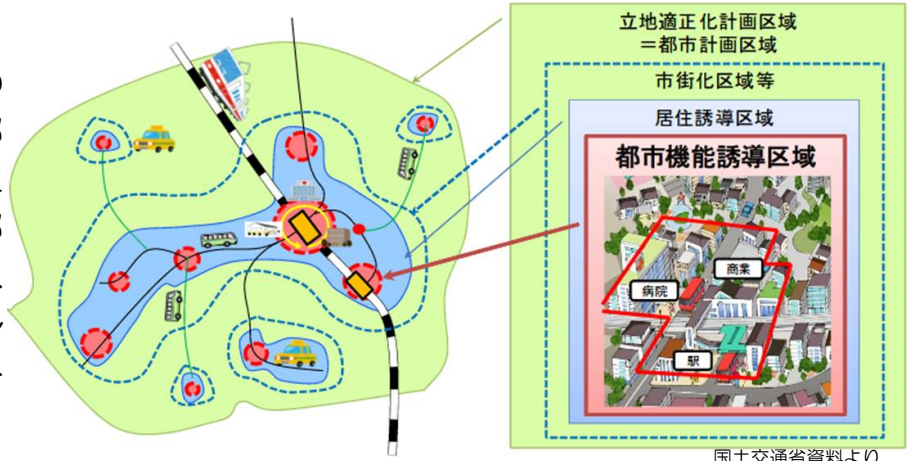 立地適正化計画区域
＝都市計画区域
市街化区域等
居住誘導区域
都市機能誘導区域
商業
病院
駅
国土交通省資料より